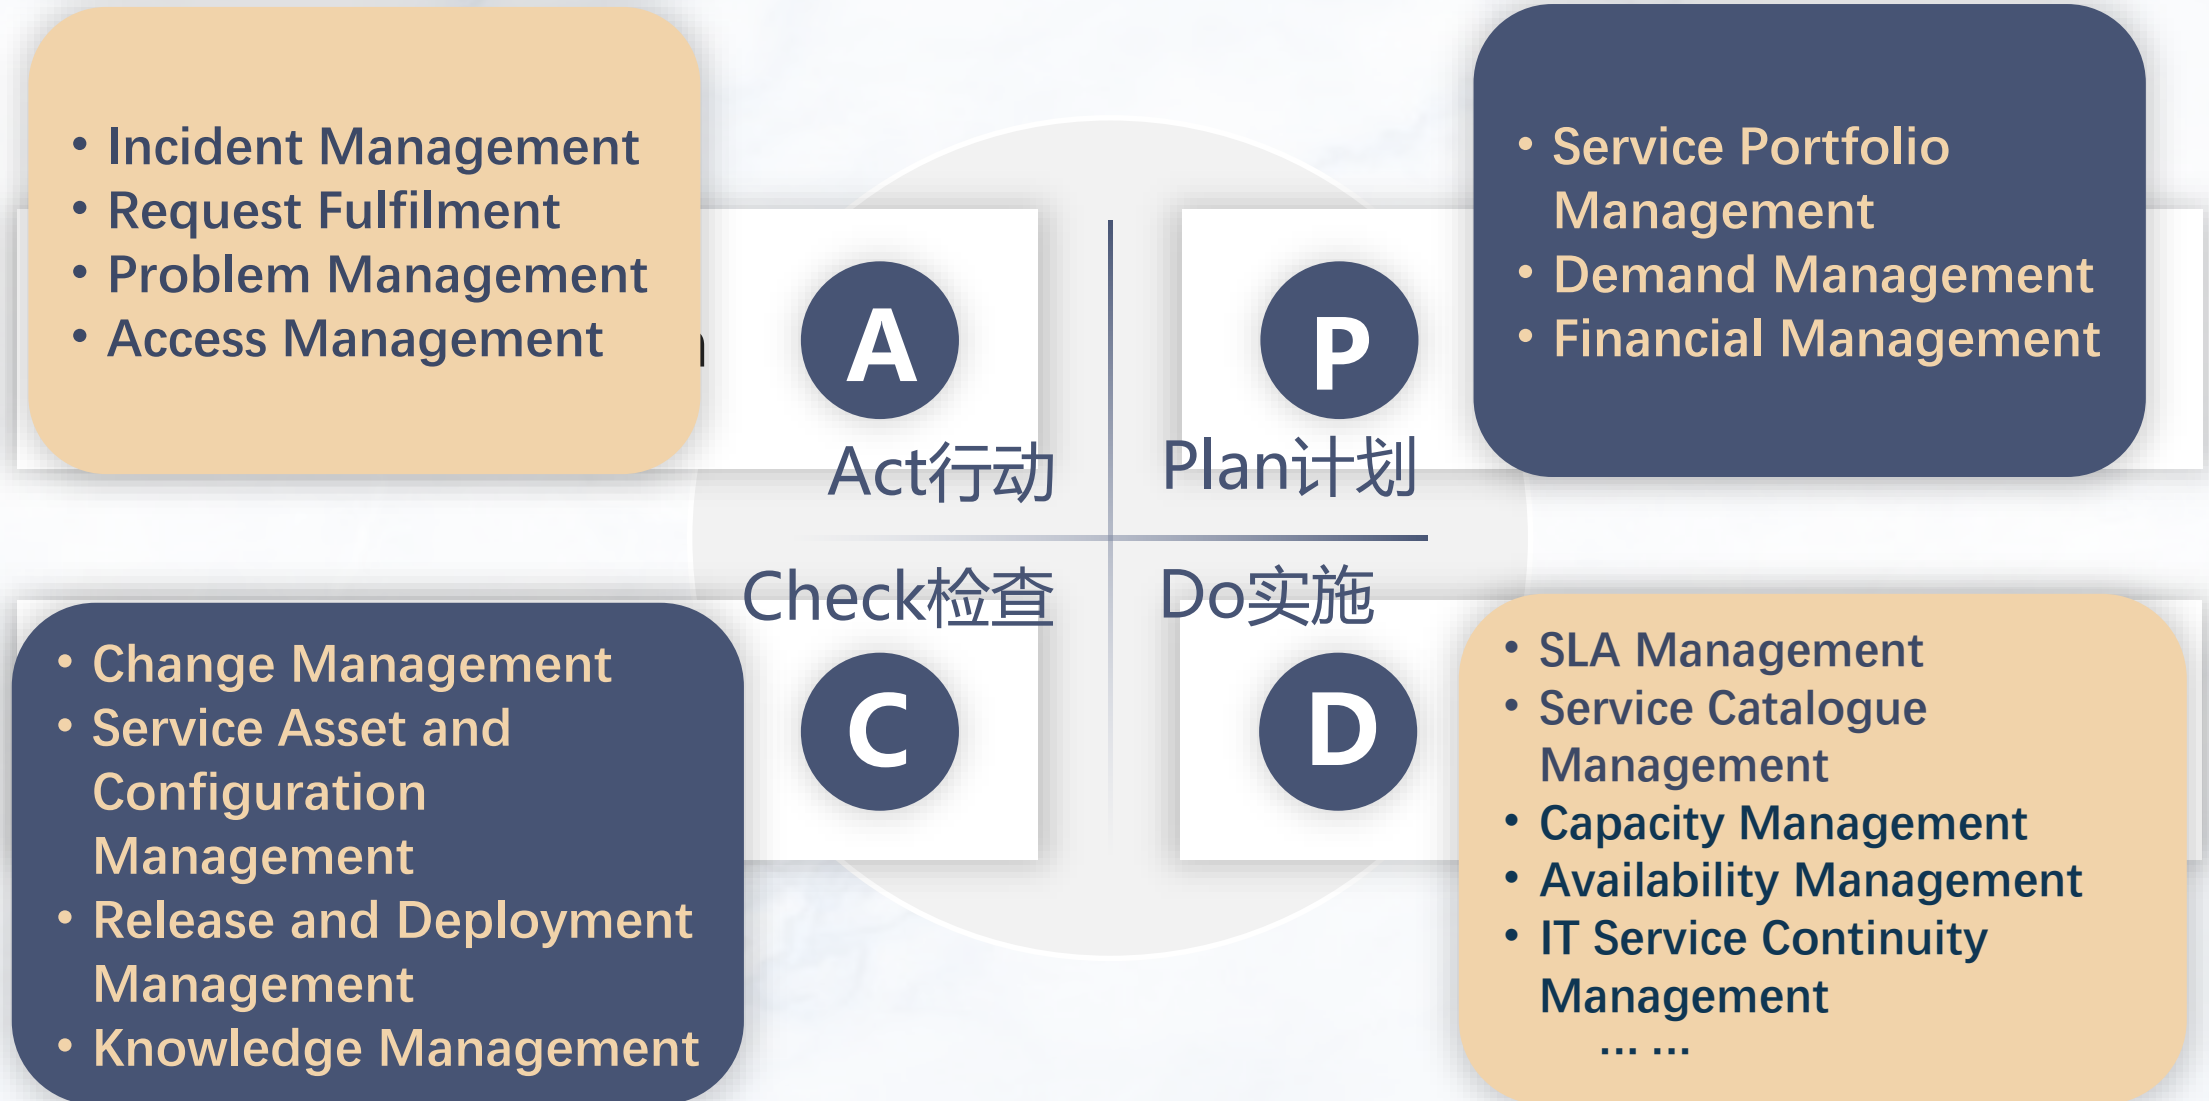 • Incident Management
• Request Fulfilment
• Problem Management
• Access Management
A
Act行动
P
Plan计划
• Service Portfolio
Management
• Demand Management
• Financial Management
Check检查
C
• Change Management
• Service Asset and
Configuration
Management
• Release and Deployment
Management
• Knowledge Management
Do实施
D
• SLA Management
• Service Catalogue
Management
• Capacity Management
• Availability Management
• IT Service Continuity
Management
... ...